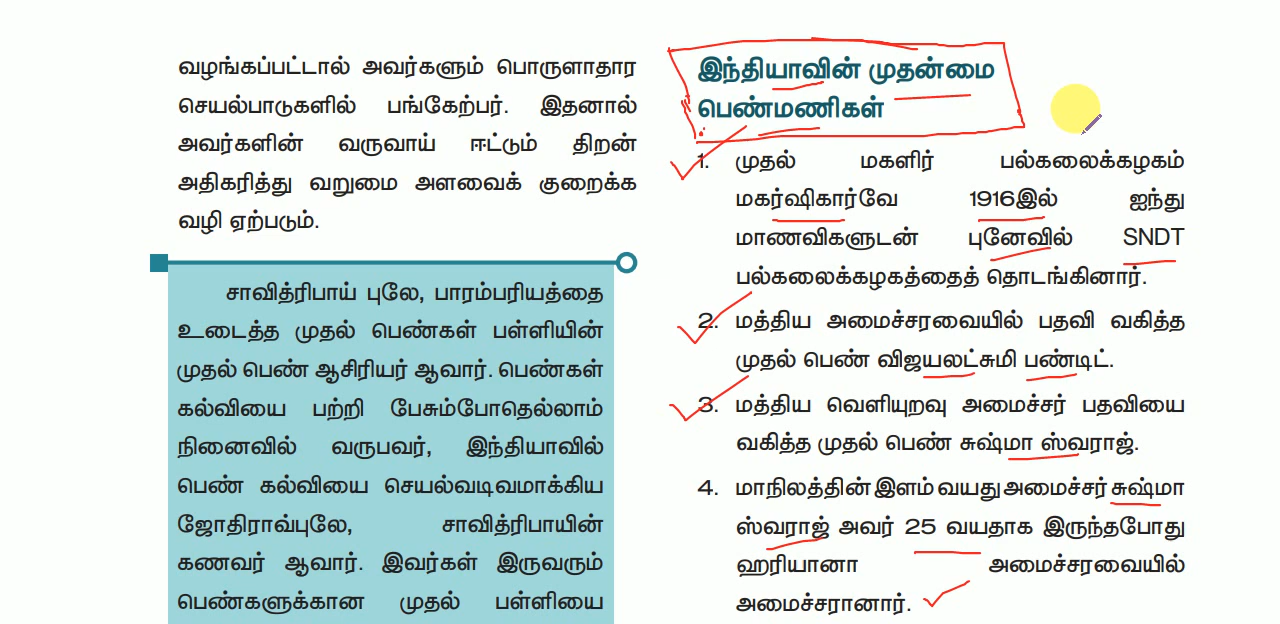 வழங்கப்பட்டால் அவர்களும் பொருளாதார
செயல்பாடுகளில் பங்கேற்பர். இதனால்
அவர்களின் வருவாய் ஈட்டும் திறன்
அதிகரித்து வறுமை அளவைக் குறைக்க
வழி ஏற்படும்.
சாவித்ரிபாய் புலே, பாரம்பரியத்தை
உடைத்த முதல் பெண்கள் பள்ளியின்
முதல் பெண் ஆசிரியர் ஆவார். பெண்கள்
கல்வியை பற்றி பேசும்போதெல்லாம்
நினைவில் வருபவர், இந்தியாவில்
பெண் கல்வியை செயல்வடிவமாக்கிய
ஜோதிராவ்புலே, சாவித்ரிபாயின்
கணவர் ஆவார். இவர்கள் இருவரும்
பெண்களுக்கான முதல் பள்ளியை
இந்தியாவின் முதன்மை
பெண்மணிகள்
1. முதல் மகளிர் பல்கலைக்கழகம்
மகர்ஷிகார்வே 1916இல் ஐந்து
மாணவிகளுடன் புனேவில் SNDT
பல்கலைக்கழகத்தைத் தொடங்கினார்.
2. மத்திய அமைச்சரவையில் பதவி வகித்த
முதல் பெண் விஜயலட்சுமி பண்டிட்.
3. மத்திய வெளியுறவு அமைச்சர் பதவியை
வகித்த முதல் பெண் சுஷ்மா ஸ்வராஜ்.
4. மாநிலத்தின் இளம் வயது அமைச்சர் சுஷ்மா
ஸ்வராஜ் அவர் 25 வயதாக இருந்தபோது
ஹரியானா அமைச்சரவையில்
அமைச்சரானார்.